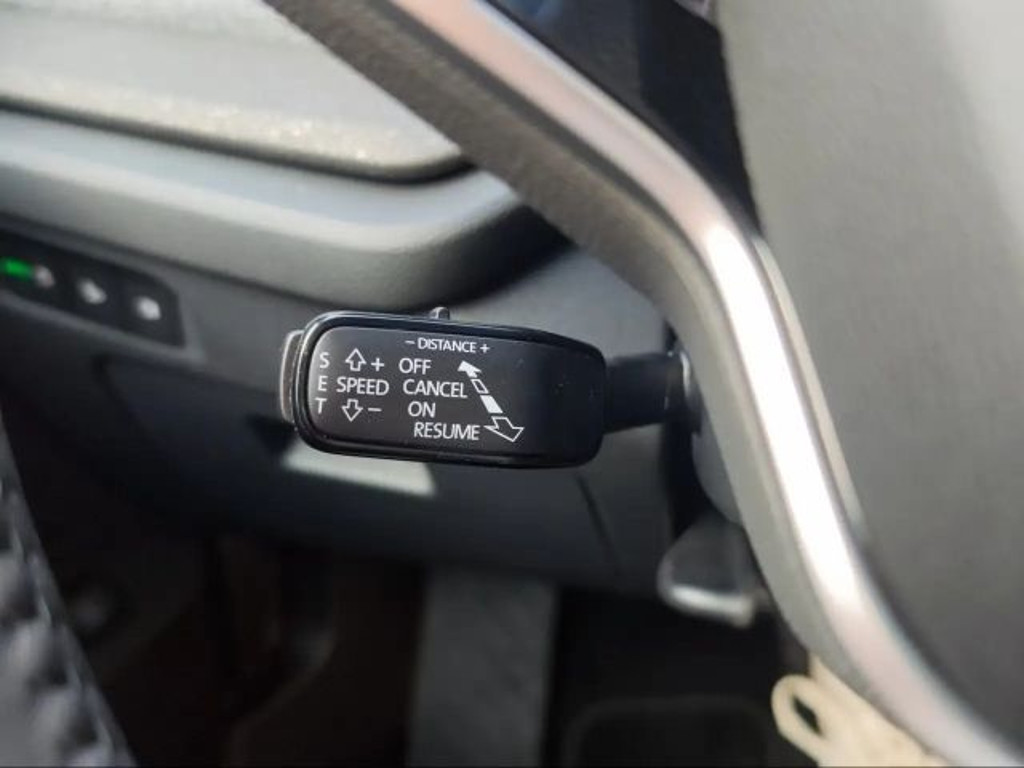 - DISTANCE +
S + OFF
E SPEED CANCEL
T - ON
RESUME